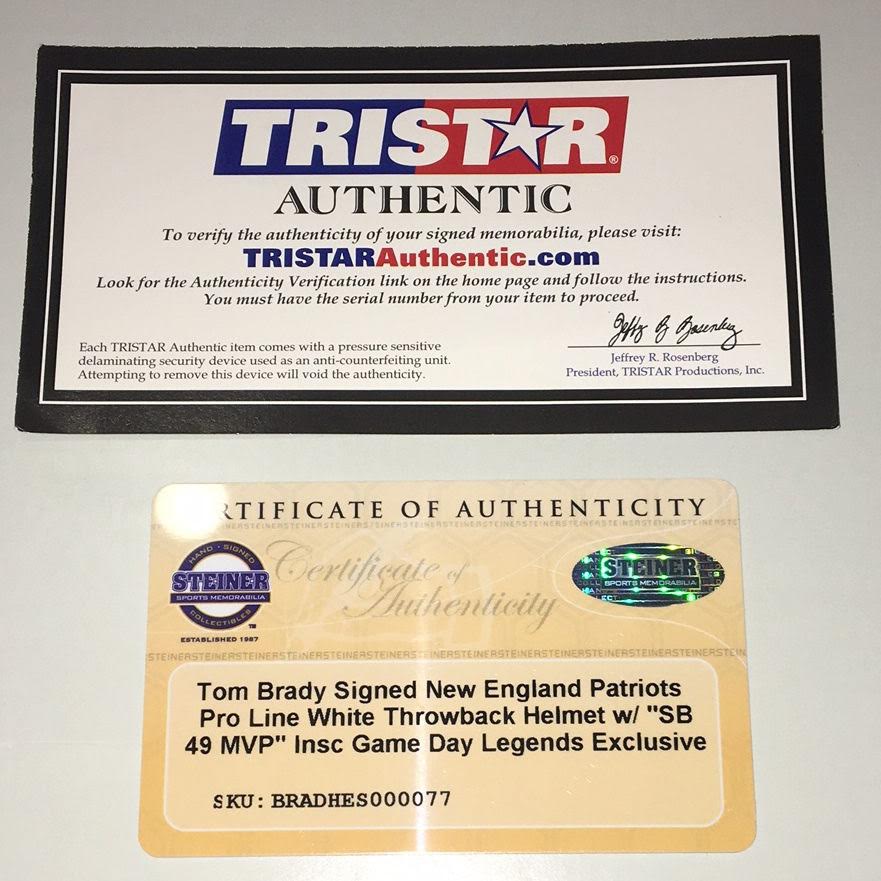 TRISTAR®
AUTHENTIC
To verify the authenticity of your signed memorabilia, please visit:
TRISTARAuthentic.com
Look for the Authenticity Verification link on the home page and follow the instructions.
You must have the serial number from your item to proceed.
Each TRISTAR Authentic item comes with a pressure sensitive
delaminating security device used as an anti-counterfeiting unit.
Attempting to remove this device will void the authenticity.
Jeffrey R. Rosenberg
President, TRISTAR Productions, Inc.
RTIFICATE OF AUTHENTICITY
HAND · SIGNED
STEINER
SPORTS MEMORABILIA
COLLECTIBLES
TM
ESTABLISHED 1987
Certificate of
Authenticity
STEINER
SPORTS MEMORABILIA
STEINERSTEINERSTEINERSTEINERSTEINERSTEINERSTEINERSTEINERSTEINERSTEINER
Tom Brady Signed New England Patriots
Pro Line White Throwback Helmet w/ "SB
49 MVP" Insc Game Day Legends Exclusive
SKU: BRADHES000077